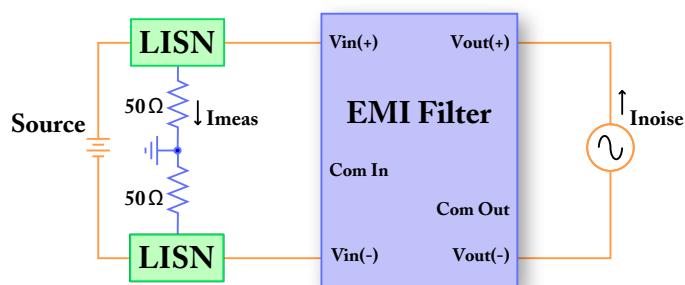 LISN
Vin(+)
Vout(+)
50Ω
Imeas
EMI Filter
Source
Inoise
Com In
50Ω
Com Out
LISN
Vin(-)
Vout(-)